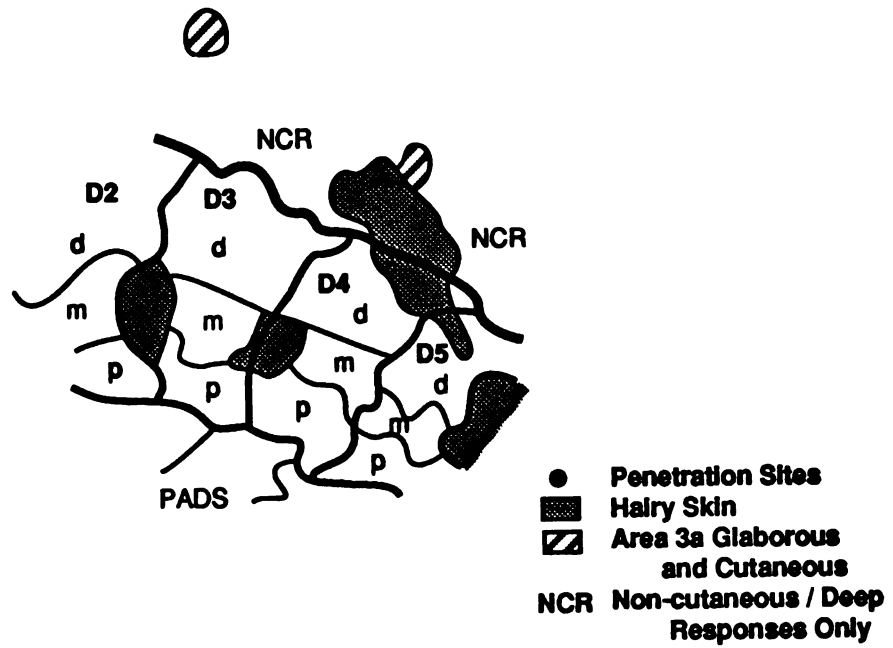 NCR
D2
D3
d
d
NCR
D4
m
m
d
D5
m
p
p
d
p
m
p
PADS
Penetration Sites
Hairy Skin
Area 3a Glaborous
and Cutaneous
NCR Non-cutaneous / Deep
Responses Only